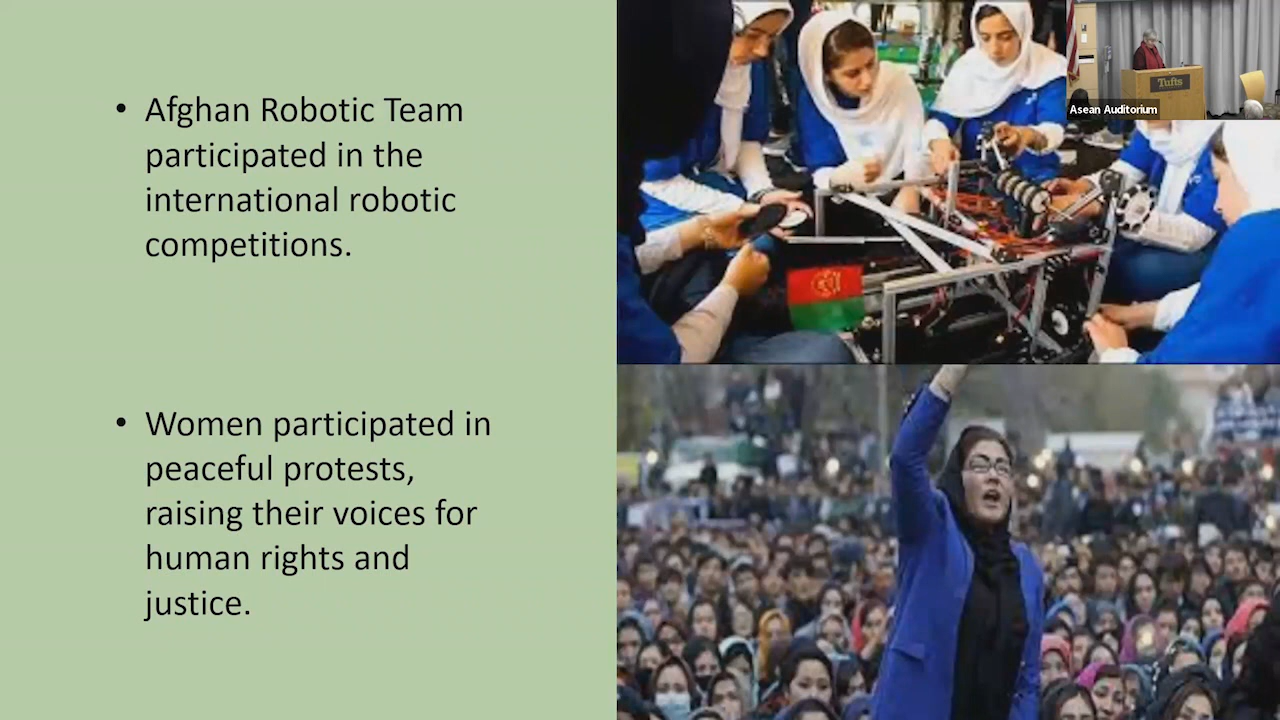 • Afghan Robotic Team
participated in the
international robotic
competitions.
• Women participated in
peaceful protests,
raising their voices for
human rights and
justice.
Tufts
Asean Auditorium